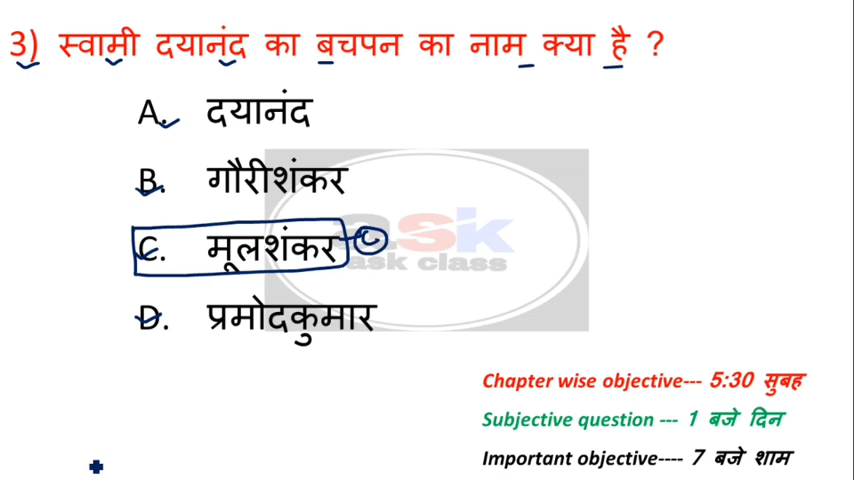 3) स्वामी दयानंद का बचपन का नाम क्या है ?
A. दयानंद
B. गौरीशंकर
C. मूलशंकर C
D. प्रमोदकुमार
ask
ask class
Chapter wise objective--- 5:30 सुबह
Subjective question --- 1 बजे दिन
Important objective---- 7 बजे शाम